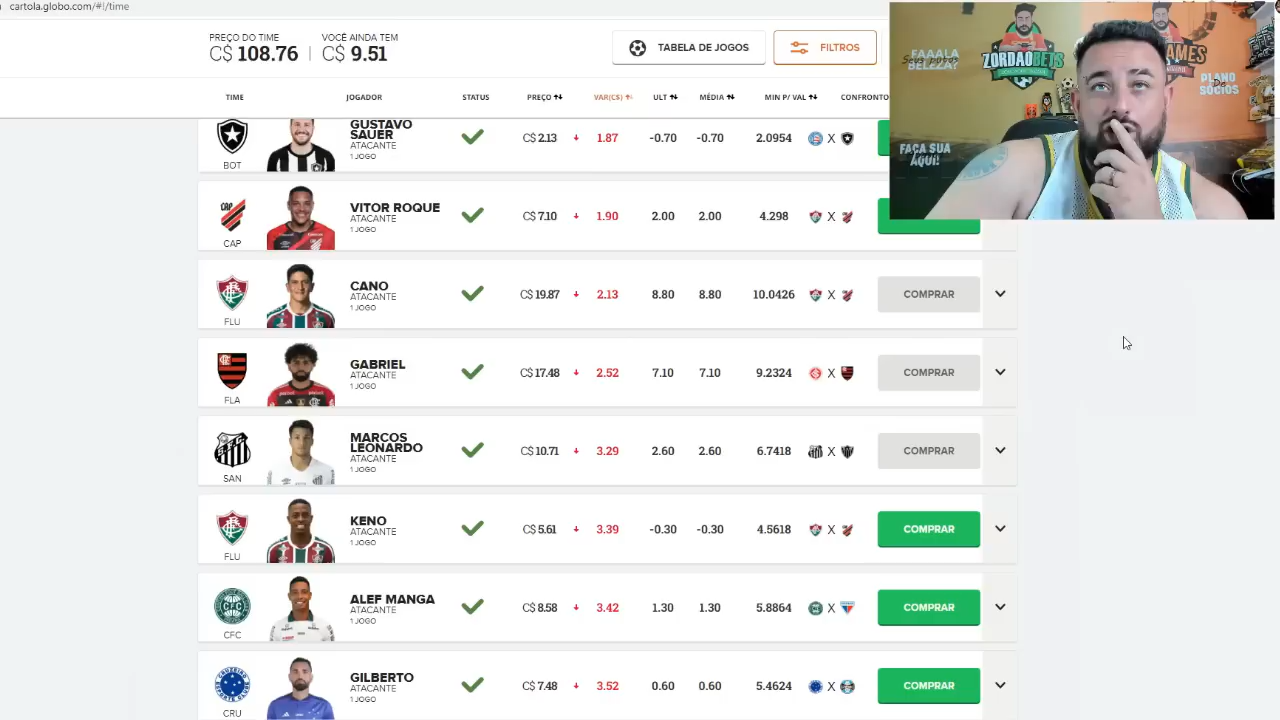 cartola.globo.com/#!/time
PREÇO DO TIME
C$ 108.76
VOCÊ AINDA TEM
C$ 9.51
TABELA DE JOGOS
FILTROS
TIME JOGADOR STATUS PREÇO VAR(C$) ULT MÉDIA MIN P/ VAL CONFRONTO
BOT
GUSTAVO
SAUER
ATACANTE
1 JOGO
C$ 2.13 1.87 -0.70 -0.70 2.0954 X
CAP
VITOR ROQUE
ATACANTE
1 JOGO
C$ 7.10 1.90 2.00 2.00 4.298 X
FLU
CANO
ATACANTE
1 JOGO
C$ 19.87 2.13 8.80 8.80 10.0426 X COMPRAR
FLA
GABRIEL
ATACANTE
1 JOGO
C$ 17.48 2.52 7.10 7.10 9.2324 X COMPRAR
SAN
MARCOS
LEONARDO
ATACANTE
1 JOGO
C$ 10.71 3.29 2.60 2.60 6.7418 X COMPRAR
FLU
KENO
ATACANTE
1 JOGO
C$ 5.61 3.39 -0.30 -0.30 4.5618 X COMPRAR
CFC
ALEF MANGA
ATACANTE
1 JOGO
C$ 8.58 3.42 1.30 1.30 5.8864 X COMPRAR
CRU
GILBERTO
ATACANTE
1 JOGO
C$ 7.48 3.52 0.60 0.60 5.4624 X COMPRAR
FAAALA
BELEZA?
ZORDAOBETS
AMES
PLANO
SÓCIOS
FAÇA SUA
AQUI!